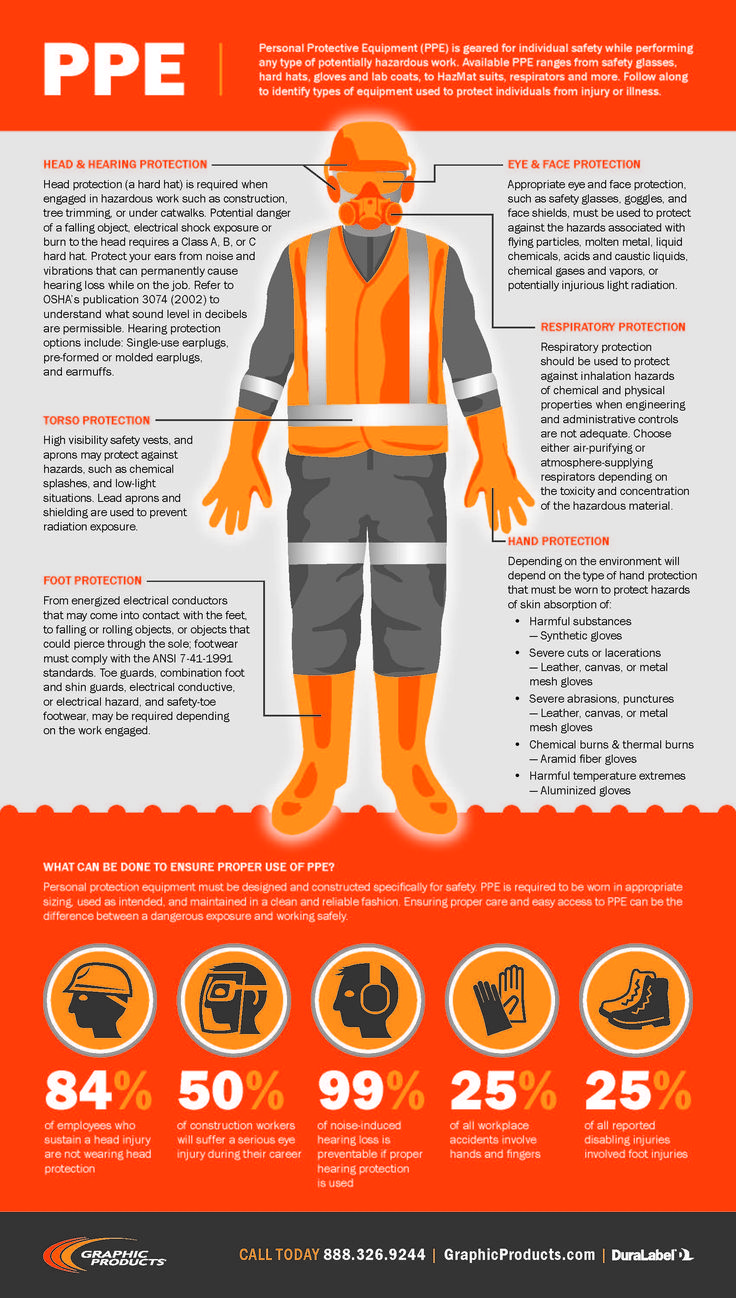 PPE
Personal Protective Equipment (PPE) is geared for individual safety while performing
any type of potentially hazardous work. Available PPE ranges from safety glasses,
hard hats, gloves and lab coats, to HazMat suits, respirators and more. Follow along
to identify types of equipment used to protect individuals from injury or illness.
HEAD & HEARING PROTECTION
Head protection (a hard hat) is required when
engaged in hazardous work such as construction,
tree trimming, or under catwalks. Potential danger
of a falling object, electrical shock exposure or
burn to the head requires a Class A, B, or C
hard hat. Protect your ears from noise and
vibrations that can permanently cause
hearing loss while on the job. Refer to
OSHA's publication 3074 (2002) to
understand what sound level in decibels
are permissible. Hearing protection
options include: Single-use earplugs,
pre-formed or molded earplugs,
and earmuffs.
EYE & FACE PROTECTION
Appropriate eye and face protection,
such as safety glasses, goggles, and
face shields, must be used to protect
against the hazards associated with
flying particles, molten metal, liquid
chemicals, acids and caustic liquids,
chemical gases and vapors, or
potentially injurious light radiation.
RESPIRATORY PROTECTION
Respiratory protection
should be used to protect
against inhalation hazards
of chemical and physical
properties when engineering
and administrative controls
are not adequate. Choose
either air-purifying or
atmosphere-supplying
respirators depending on
the toxicity and concentration
of the hazardous material.
TORSO PROTECTION
High visibility safety vests, and
aprons may protect against
hazards, such as chemical
splashes, and low-light
situations. Lead aprons and
shielding are used to prevent
radiation exposure.
HAND PROTECTION
Depending on the environment will
depend on the type of hand protection
that must be worn to protect hazards
of skin absorption of:
• Harmful substances
— Synthetic gloves
• Severe cuts or lacerations
— Leather, canvas, or metal
mesh gloves
• Severe abrasions, punctures
— Leather, canvas, or metal
mesh gloves
• Chemical burns & thermal burns
— Aramid fiber gloves
• Harmful temperature extremes
— Aluminized gloves
FOOT PROTECTION
From energized electrical conductors
that may come into contact with the feet,
to falling or rolling objects, or objects that
could pierce through the sole; footwear
must comply with the ANSI 7-41-1991
standards. Toe guards, combination foot
and shin guards, electrical conductive,
or electrical hazard, and safety-toe
footwear, may be required depending
on the work engaged.
WHAT CAN BE DONE TO ENSURE PROPER USE OF PPE?
Personal protection equipment must be designed and constructed specifically for safety. PPE is required to be worn in appropriate
sizing, used as intended, and maintained in a clean and reliable fashion. Ensuring proper care and easy access to PPE can be the
difference between a dangerous exposure and working safely.
84%
of employees who
sustain a head injury
are not wearing head
protection
50%
of construction workers
will suffer a serious eye
injury during their career
99%
of noise-induced
hearing loss is
preventable if proper
hearing protection
is used
25%
of all workplace
accidents involve
hands and fingers
25%
of all reported
disabling injuries
involved foot injuries
GRAPHIC
PRODUCTS
CALL TODAY 888.326.9244 | GraphicProducts.com | DuraLabel